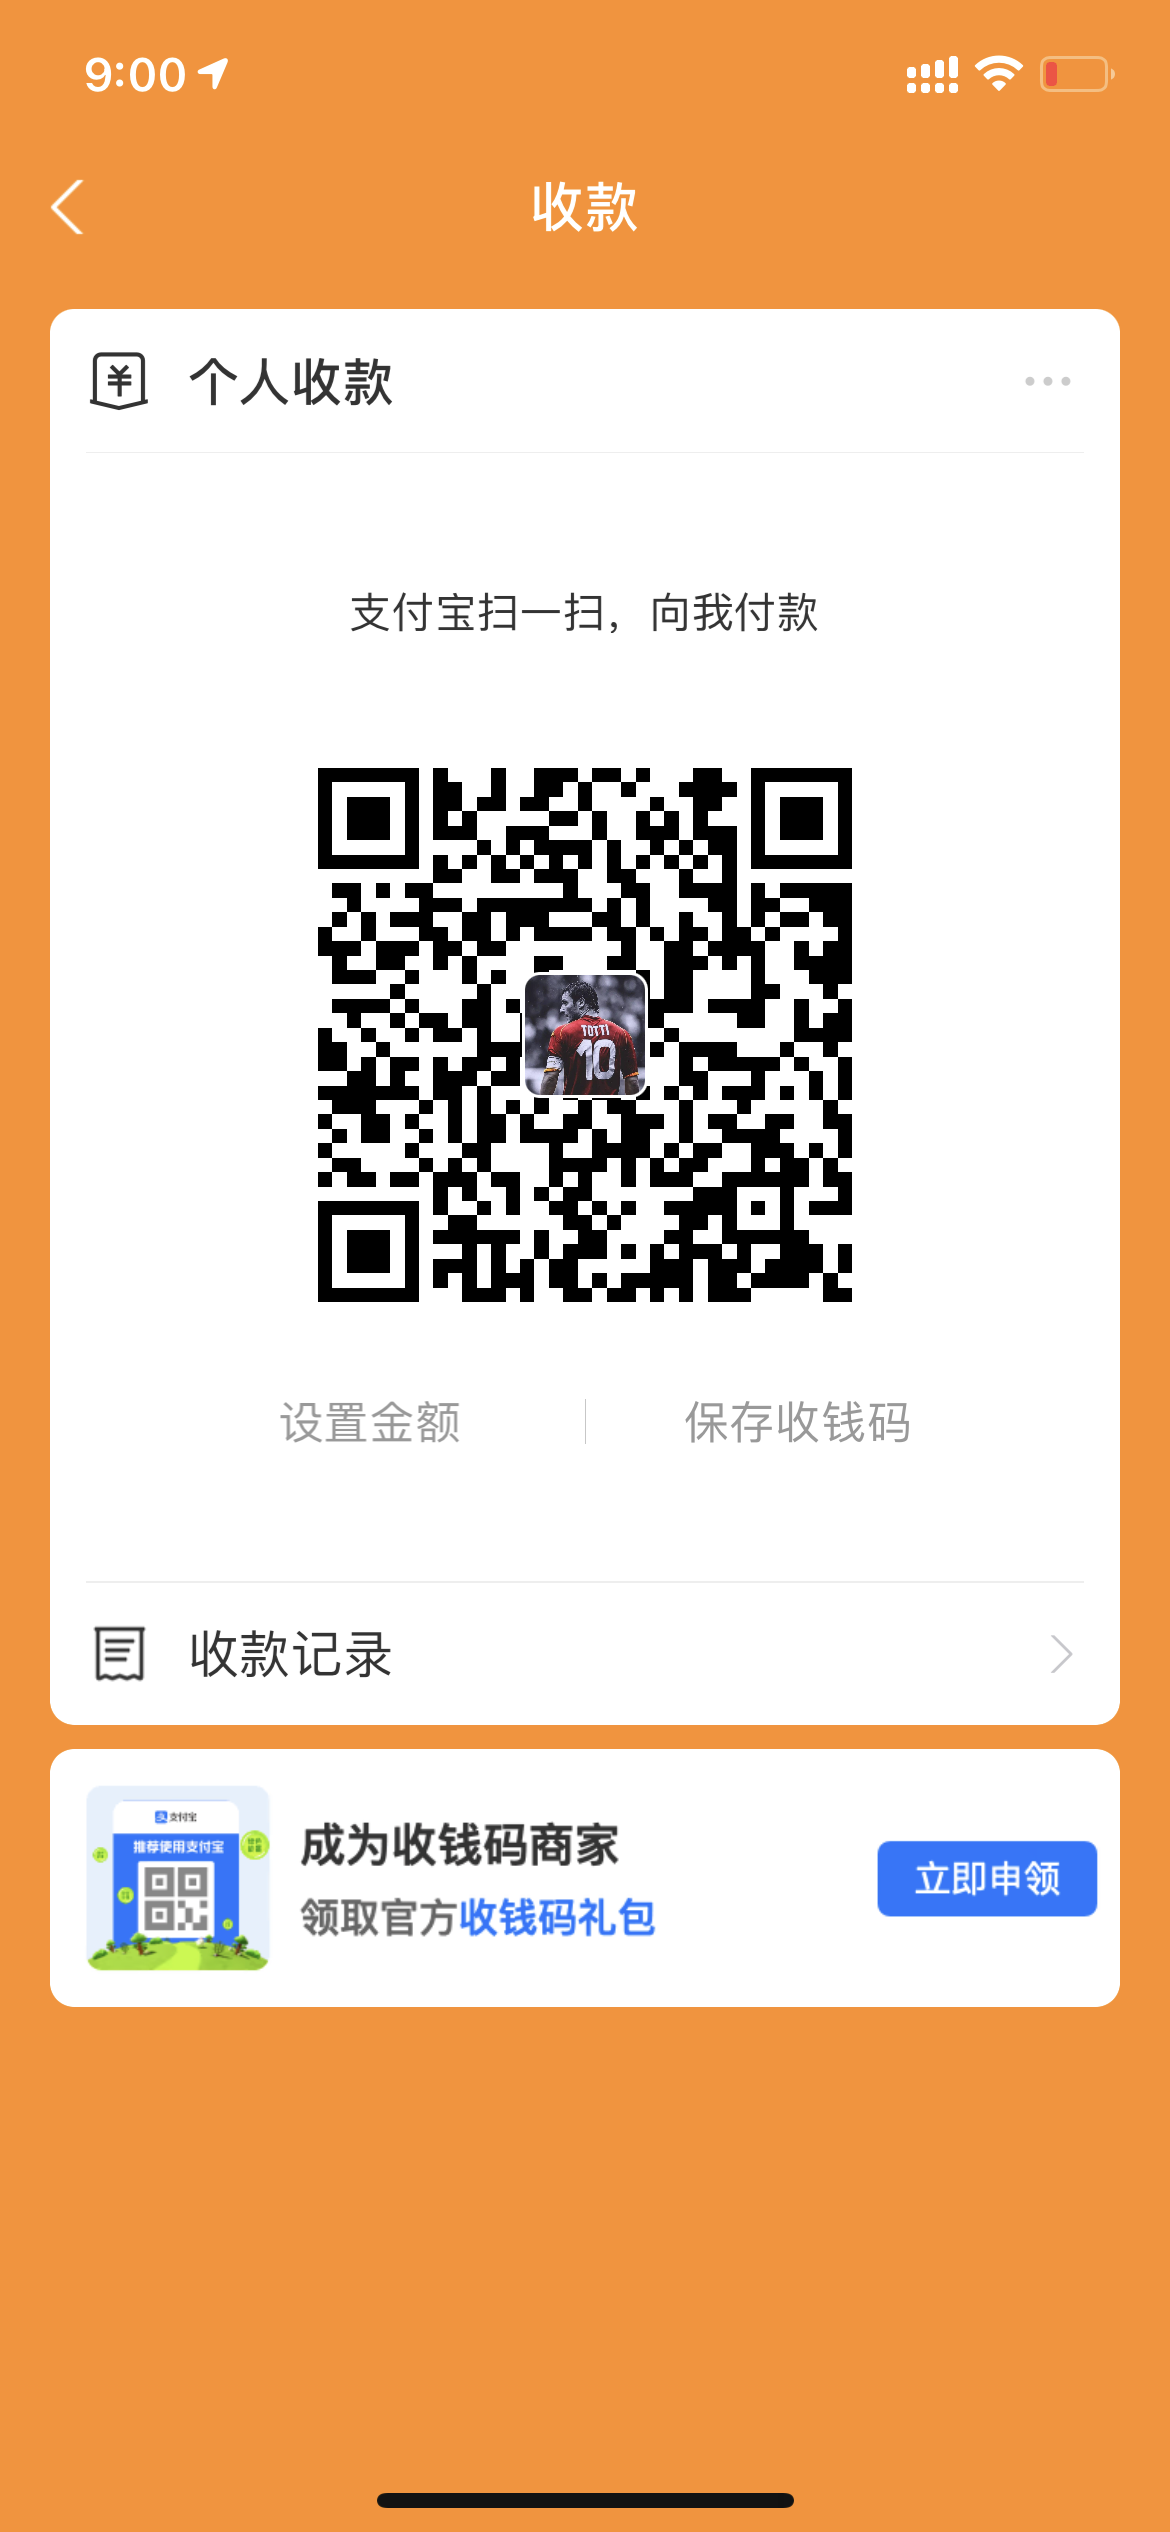 9:00
收款
个人收款
支付宝扫一扫，向我付款
TOTTI
10
设置金额
保存收钱码
收款记录
支付宝
推荐使用支付宝
成为收钱码商家
领取官方收钱码礼包
立即申领